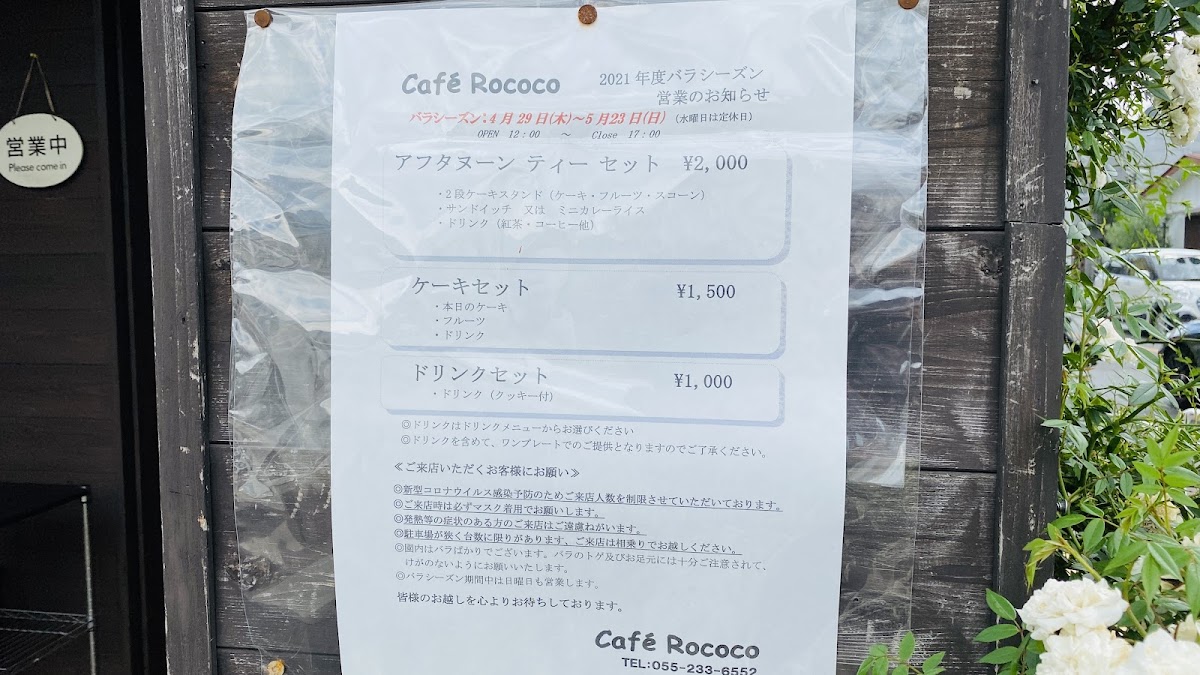 営業中
Please come in
Café Rococo
2021年度バラシーズン
営業のお知らせ
バラシーズン:4月29日(木)～5月23日(日)（水曜日は定休日）
OPEN 12:00 ～ Close 17:00
アフタヌーン ティー セット ¥2,000
・2段ケーキスタンド（ケーキ・フルーツ・スコーン）
・サンドイッチ 又は ミニカレーライス
・ドリンク（紅茶・コーヒー他）
ケーキセット ¥1,500
・本日のケーキ
・フルーツ
・ドリンク
ドリンクセット ¥1,000
・ドリンク（クッキー付）
◎ドリンクはドリンクメニューからお選びください
◎ドリンクを含めて、ワンプレートでのご提供となりますのでご了承ください。
≪ご来店いただくお客様にお願い≫
◎新型コロナウイルス感染予防のためご来店人数を制限させていただいております。
◎ご来店時は必ずマスク着用でお願いします。
◎発熱等の症状のある方のご来店はご遠慮ねがいます。
◎駐車場が狭く台数に限りがあります、ご来店は相乗りでお越しください。
◎園内はバラばかりでございます。バラのトゲ及びお足元には十分ご注意されて、
けがのないようにお願いいたします。
◎バラシーズン期間中は日曜日も営業します。
皆様のお越しを心よりお待ちしております。
Café Rococo
TEL:055-233-6552